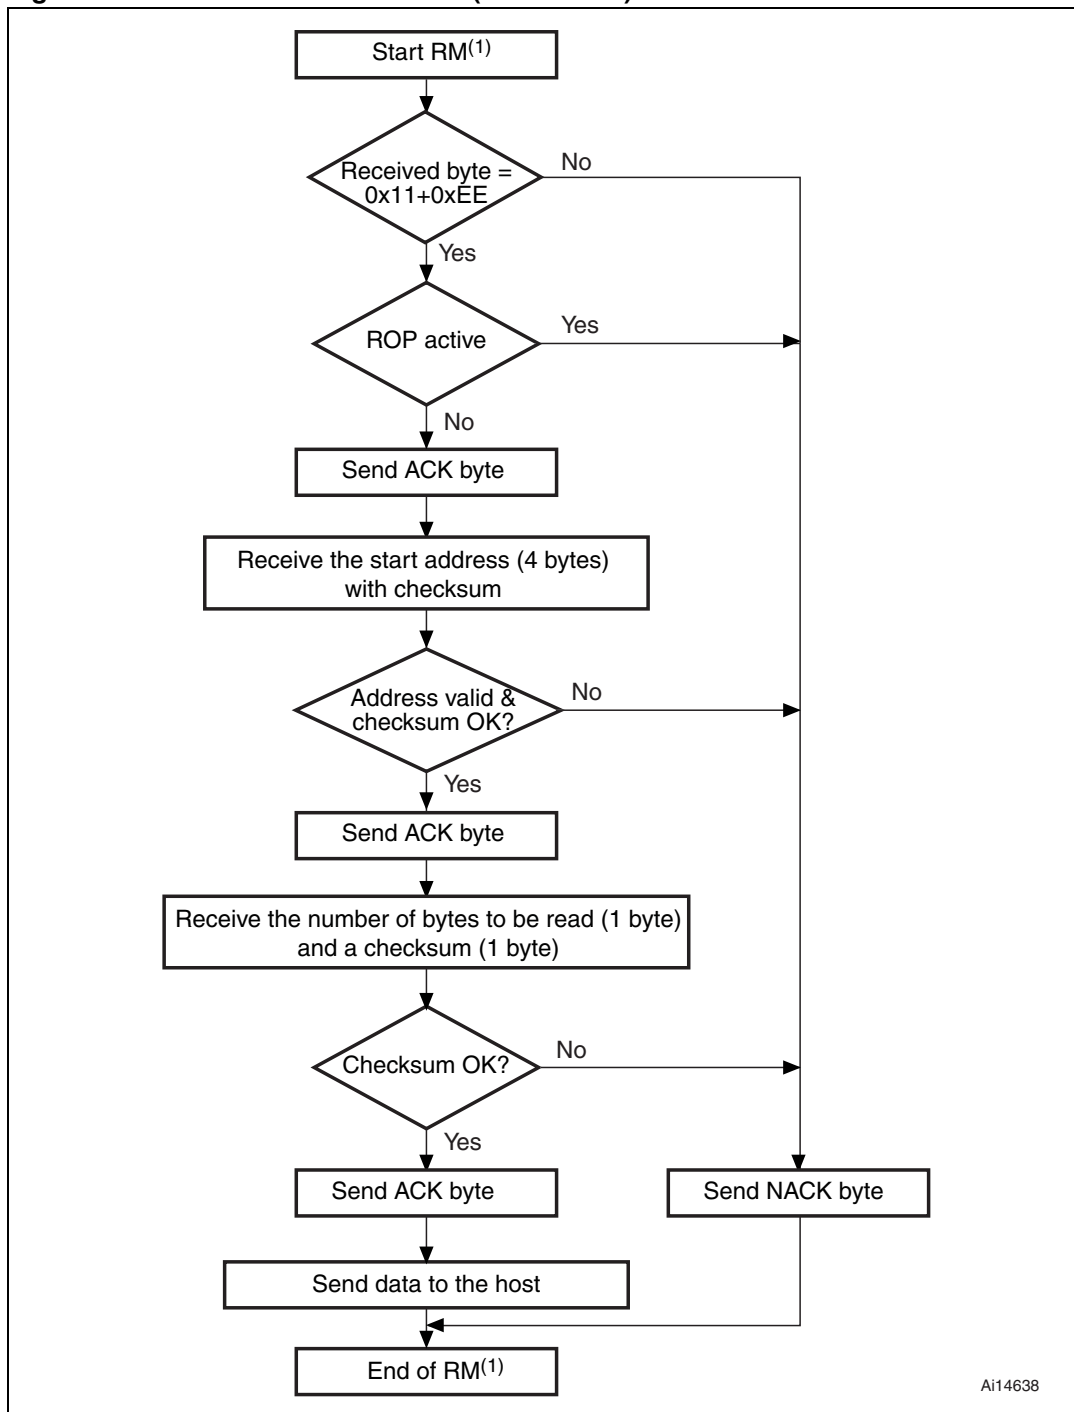 Start RM(1)
Received byte =
0x11+0xEE
No
Yes
ROP active
Yes
No
Send ACK byte
Receive the start address (4 bytes)
with checksum
Address valid &
checksum OK?
No
Yes
Send ACK byte
Receive the number of bytes to be read (1 byte)
and a checksum (1 byte)
Checksum OK?
No
Yes
Send ACK byte
Send NACK byte
Send data to the host
End of RM(1)
Ai14638